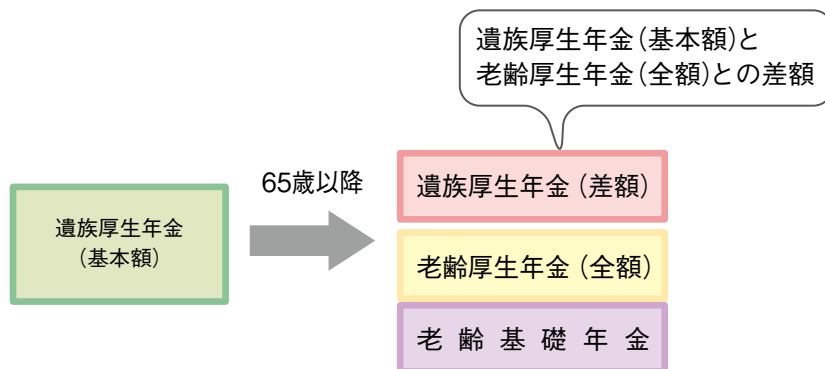 遺族厚生年金(基本額)と
老齢厚生年金(全額)との差額
65歳以降
遺族厚生年金
(基本額)
遺族厚生年金(差額)
老齢厚生年金(全額)
老齢基礎年金